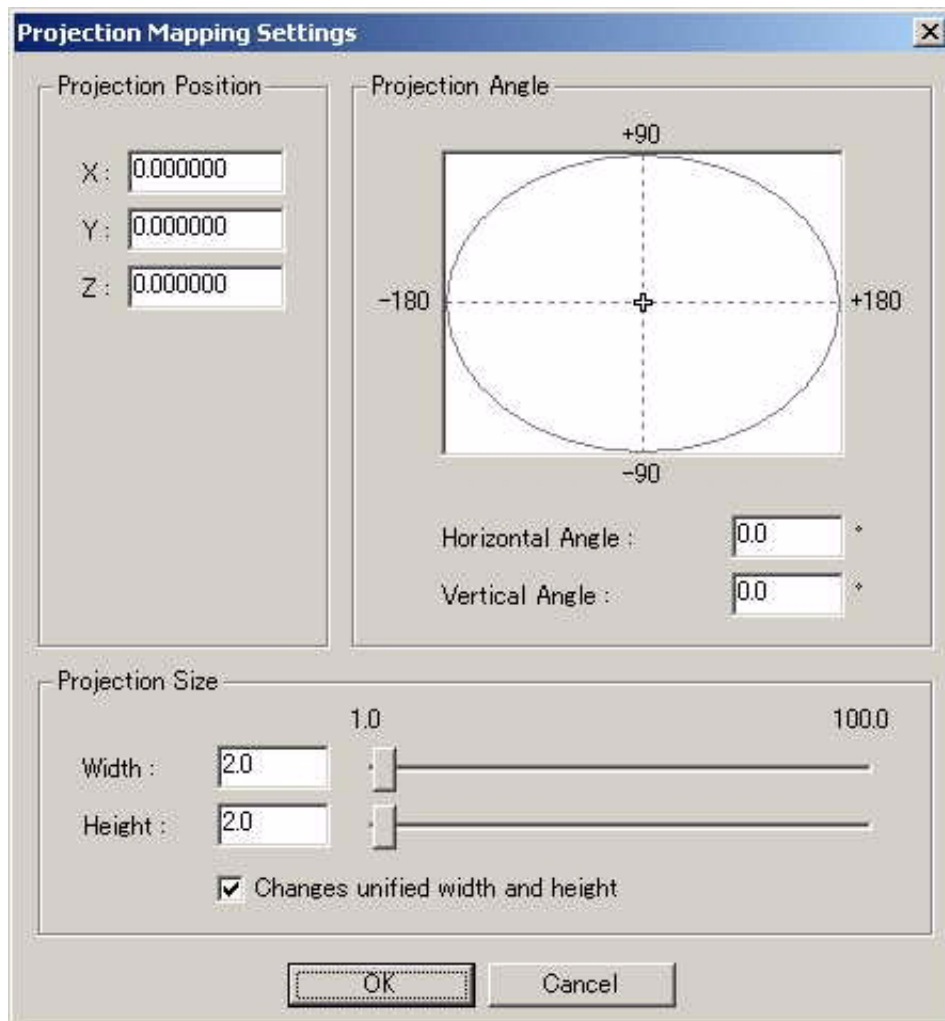 Projection Mapping Settings
Projection Position
X : 0.000000
Y : 0.000000
Z : 0.000000
Projection Angle
+90
-180
+180
-90
Horizontal Angle : 0.0 °
Vertical Angle : 0.0 °
Projection Size
1.0 100.0
Width : 2.0
Height : 2.0
Changes unified width and height
OK Cancel